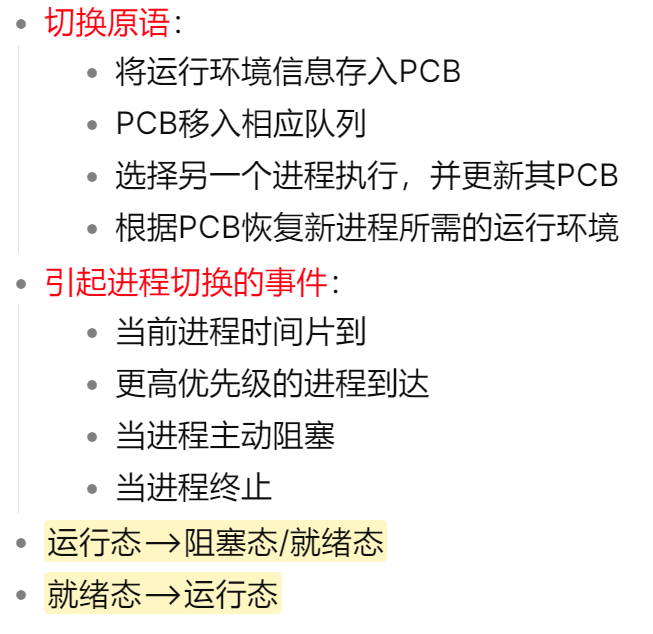 切换原语：
将运行环境信息存入PCB
PCB移入相应队列
选择另一个进程执行，并更新其PCB
根据PCB恢复新进程所需的运行环境
引起进程切换的事件：
当前进程时间片到
更高优先级的进程到达
当进程主动阻塞
当进程终止
运行态→阻塞态/就绪态
就绪态→运行态